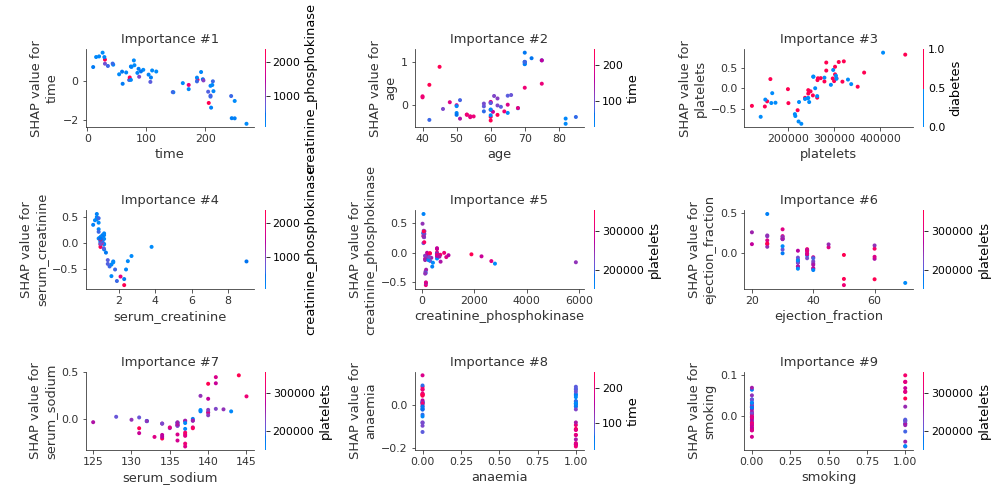 Importance #1
SHAP value for
time
0
−2
0
100
200
time
2000
1000
creatinine_phosphokinase
Importance #2
SHAP value for
age
1
0
40
50
60
70
80
age
200
100
time
Importance #3
SHAP value for
platelets
0.5
0.0
−0.5
200000
300000
400000
platelets
1.0
0.5
0.0
diabetes
Importance #4
SHAP value for
serum_creatinine
0.5
0.0
−0.5
2
4
6
8
serum_creatinine
2000
1000
creatinine_phosphokinase
Importance #5
SHAP value for
creatinine_phosphokinase
0.5
0.0
−0.5
0
2000
4000
6000
creatinine_phosphokinase
300000
200000
platelets
Importance #6
SHAP value for
ejection_fraction
0.5
0.0
20
40
60
ejection_fraction
300000
200000
platelets
Importance #7
SHAP value for
serum_sodium
0.5
0.0
125
130
135
140
145
serum_sodium
300000
200000
platelets
Importance #8
SHAP value for
anaemia
0.0
−0.2
0.00
0.25
0.50
0.75
1.00
anaemia
200
100
time
Importance #9
SHAP value for
smoking
0.1
0.0
0.00
0.25
0.50
0.75
1.00
smoking
300000
200000
platelets